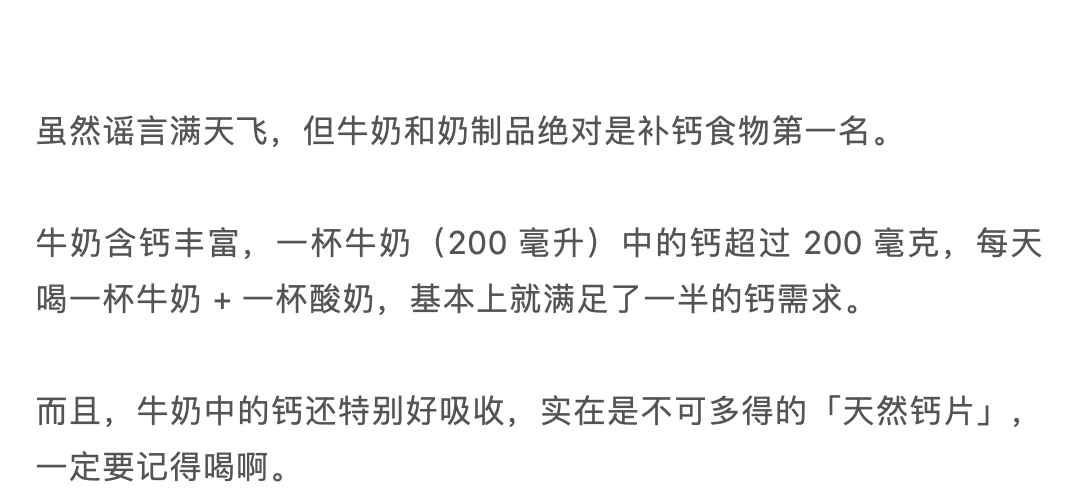 虽然谣言满天飞，但牛奶和奶制品绝对是补钙食物第一名。
牛奶含钙丰富，一杯牛奶（200 毫升）中的钙超过 200 毫克，每天
喝一杯牛奶 + 一杯酸奶，基本上就满足了一半的钙需求。
而且，牛奶中的钙还特别好吸收，实在是不可多得的「天然钙片」，
一定要记得喝啊。